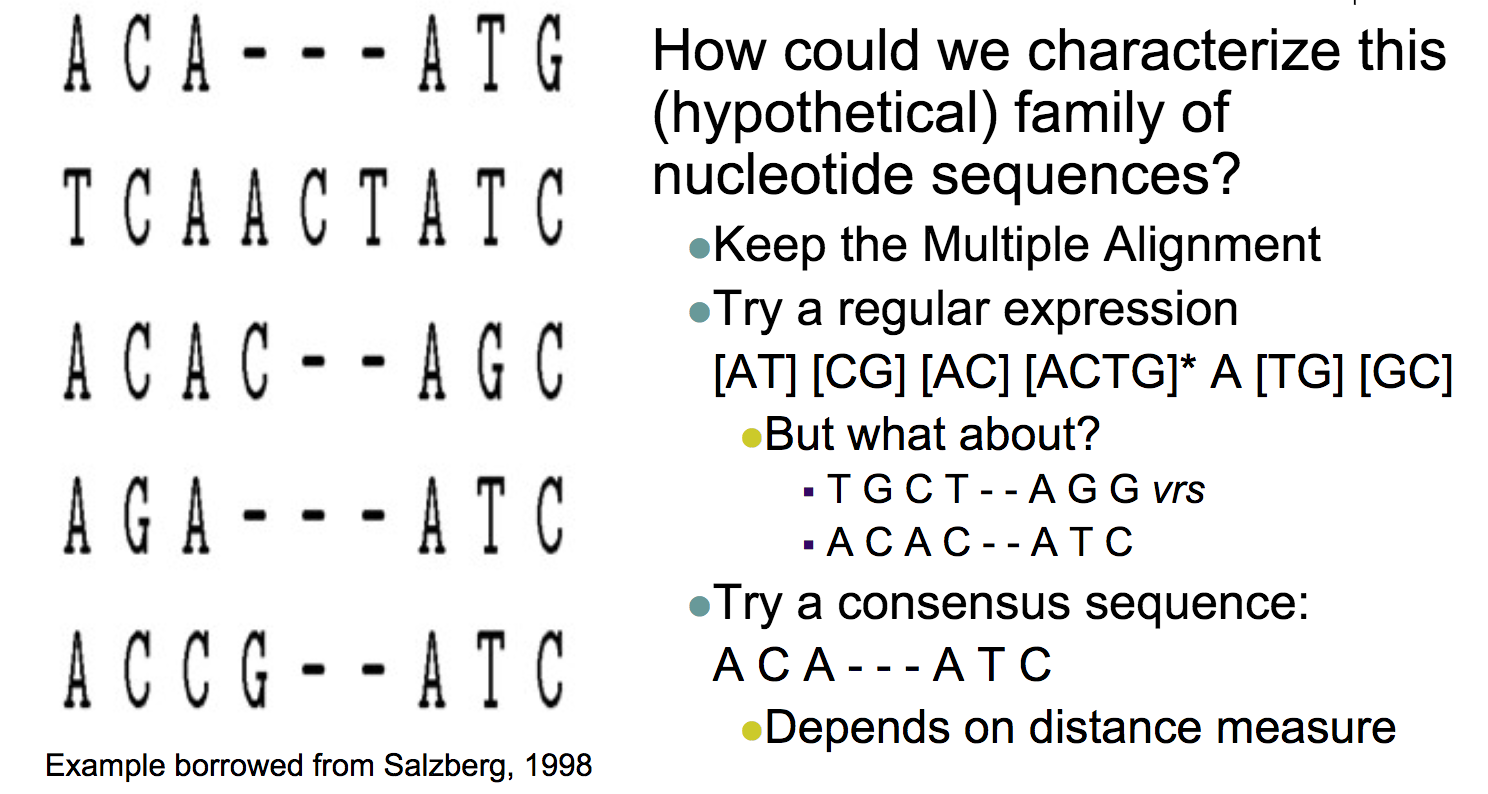 A C A - - - A T G
T C A A C T A T C
A C A C - - A G C
A G A - - - A T C
A C C G - - A T C
Example borrowed from Salzberg, 1998
How could we characterize this
(hypothetical) family of
nucleotide sequences?
●Keep the Multiple Alignment
●Try a regular expression
[AT] [CG] [AC] [ACTG]* A [TG] [GC]
●But what about?
▪ T G C T - - A G G vrs
▪ A C A C - - A T C
●Try a consensus sequence:
A C A - - - A T C
●Depends on distance measure